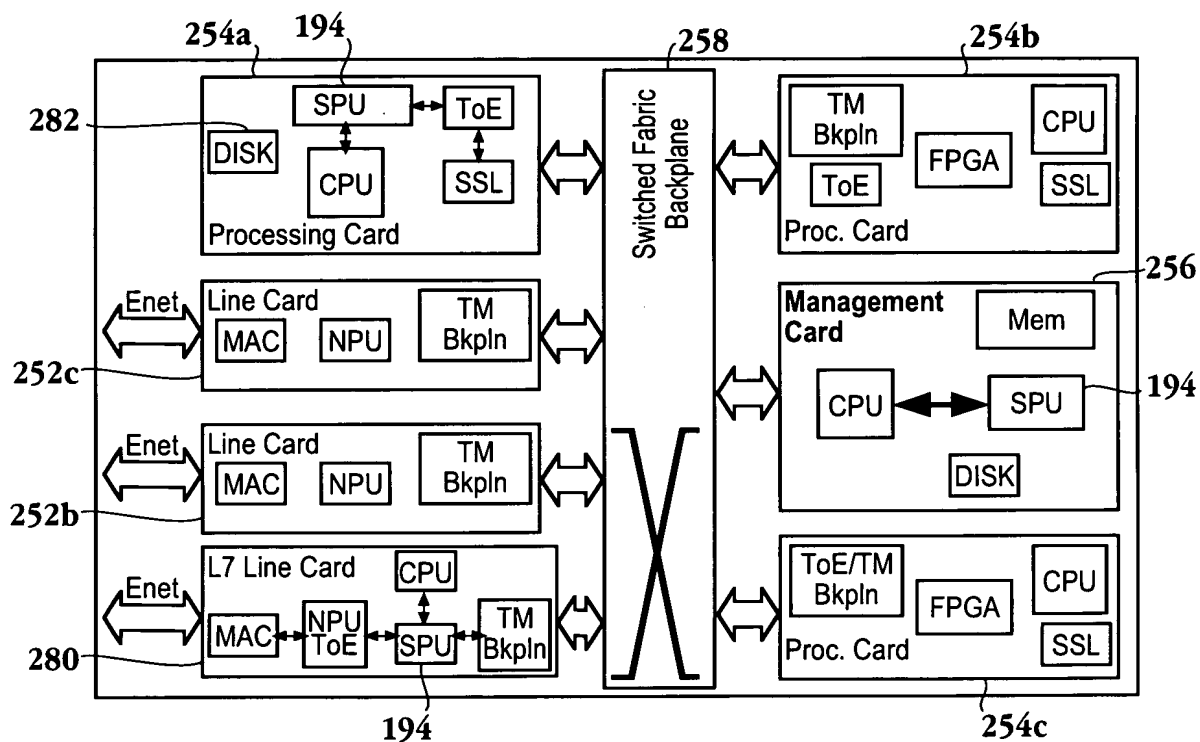 254a
194
258
254b
282
SPU
ToE
DISK
CPU
SSL
Processing Card
Switched Fabric
Backplane
TM
Bkpln
CPU
FPGA
ToE
SSL
Proc. Card
256
Enet
Line Card
MAC
NPU
TM
Bkpln
252c
Management
Card
Mem
CPU
SPU
194
DISK
Enet
Line Card
MAC
NPU
TM
Bkpln
252b
Enet
L7 Line Card
CPU
MAC
NPU
ToE
SPU
TM
Bkpln
280
194
ToE/TM
Bkpln
CPU
FPGA
SSL
Proc. Card
254c